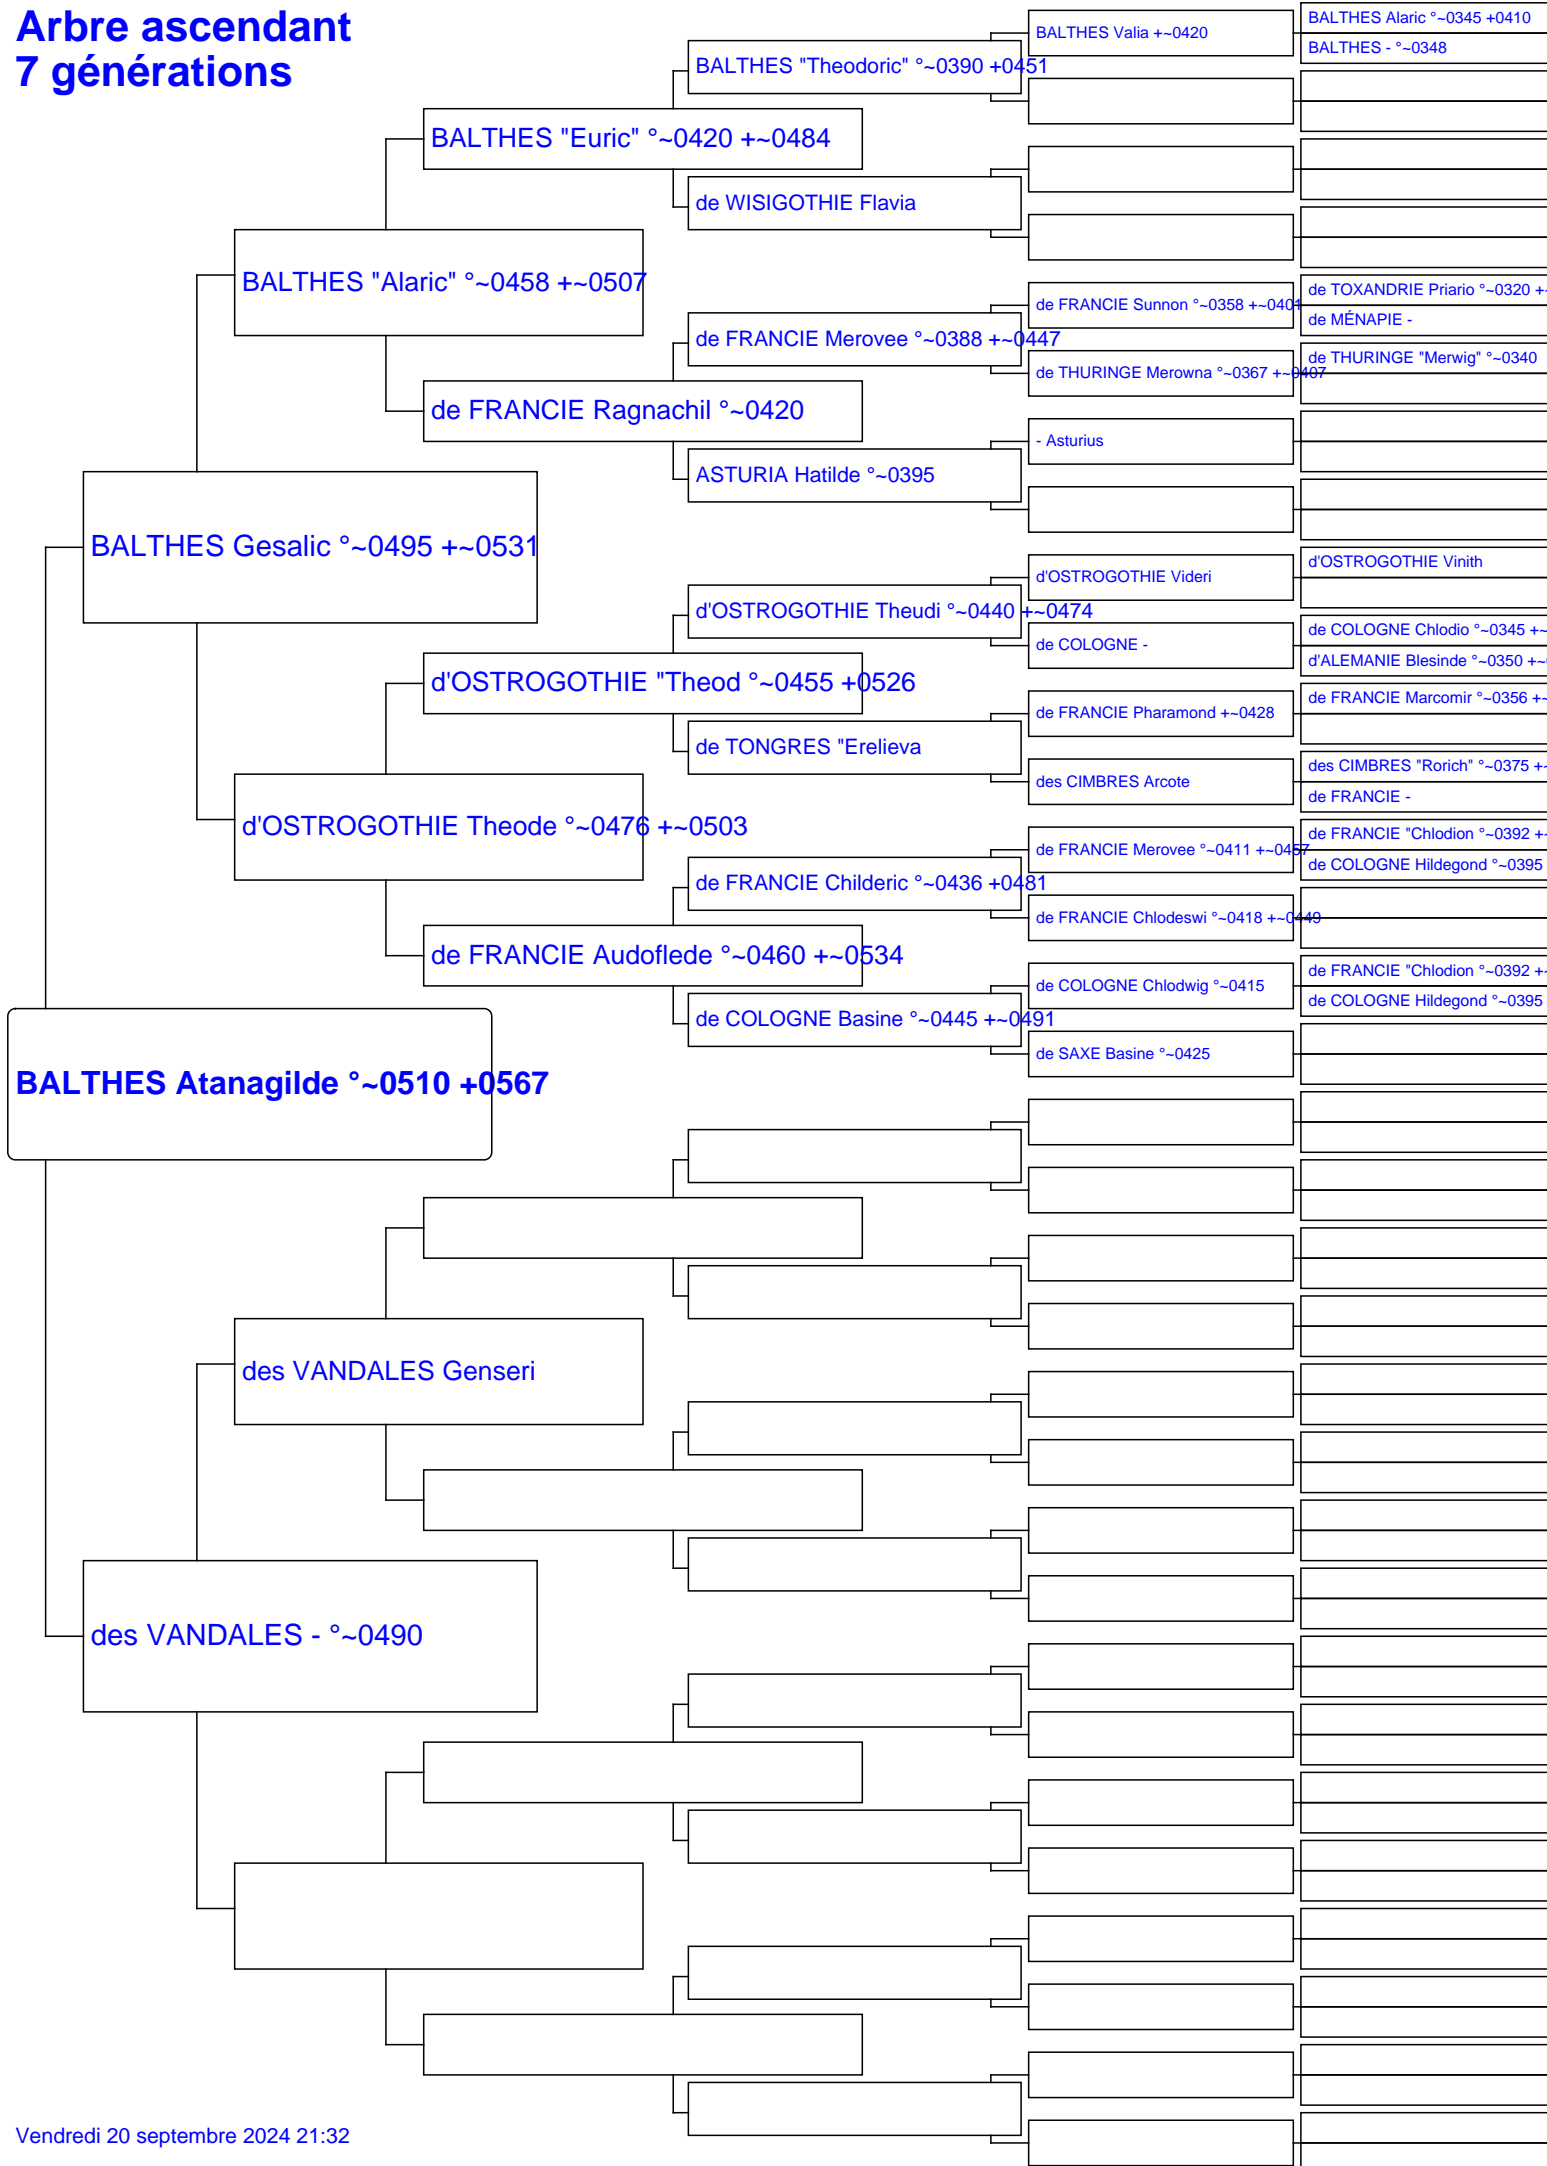 Arbre ascendant
7 générations
BALTHES Atanagilde °~0510 +0567
BALTHES Gesalic °~0495 +~0531
des VANDALES - °~0490
BALTHES "Alaric" °~0458 +~0507
d'OSTROGOTHIE Theode °~0476 +~0503
des VANDALES Genseri
BALTHES "Euric" °~0420 +~0484
de FRANCIE Ragnachil °~0420
d'OSTROGOTHIE "Theod °~0455 +0526
de FRANCIE Audoflede °~0460 +~0534
BALTHES "Theodoric" °~0390 +0451
de WISIGOTHIE Flavia
de FRANCIE Merovee °~0388 +~0447
ASTURIA Hatilde °~0395
d'OSTROGOTHIE Theudi °~0440 +~0474
de TONGRES "Erelieva
de FRANCIE Childeric °~0436 +0481
de COLOGNE Basine °~0445 +~0491
BALTHES Valia +~0420
de FRANCIE Sunnon °~0358 +~0401
de THURINGE Merowna °~0367 +~0407
- Asturius
d'OSTROGOTHIE Videri
de COLOGNE -
de FRANCIE Pharamond +~0428
des CIMBRES Arcote
de FRANCIE Merovee °~0411 +~0457
de FRANCIE Chlodeswi °~0418 +~0449
de COLOGNE Chlodwig °~0415
de SAXE Basine °~0425
BALTHES Alaric °~0345 +0410
BALTHES - °~0348
de TOXANDRIE Priario °~0320 +~
de MÉNAPIE -
de THURINGE "Merwig" °~0340
d'OSTROGOTHIE Vinith
de COLOGNE Chlodio °~0345 +~
d'ALEMANIE Blesinde °~0350 +~
de FRANCIE Marcomir °~0356 +~
des CIMBRES "Rorich" °~0375 +~
de FRANCIE -
de FRANCIE "Chlodion °~0392 +~
de COLOGNE Hildegond °~0395
de FRANCIE "Chlodion °~0392 +~
de COLOGNE Hildegond °~0395
Vendredi 20 septembre 2024 21:32